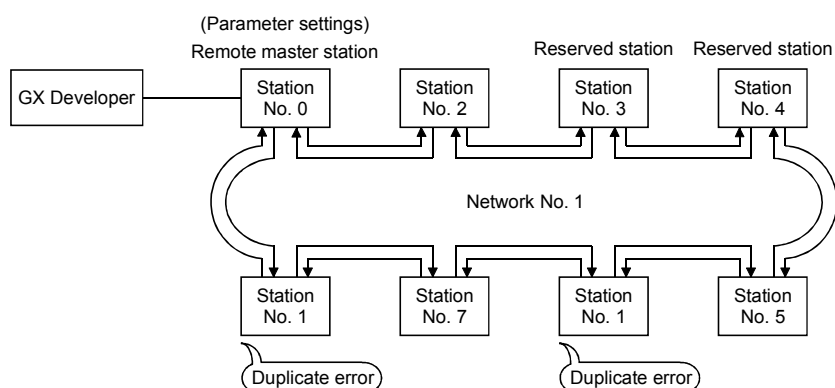 (Parameter settings)
Remote master station
Reserved station
Reserved station
GX Developer
Station
No. 0
Station
No. 2
Station
No. 3
Station
No. 4
Network No. 1
Station
No. 1
Station
No. 7
Station
No. 1
Station
No. 5
Duplicate error
Duplicate error